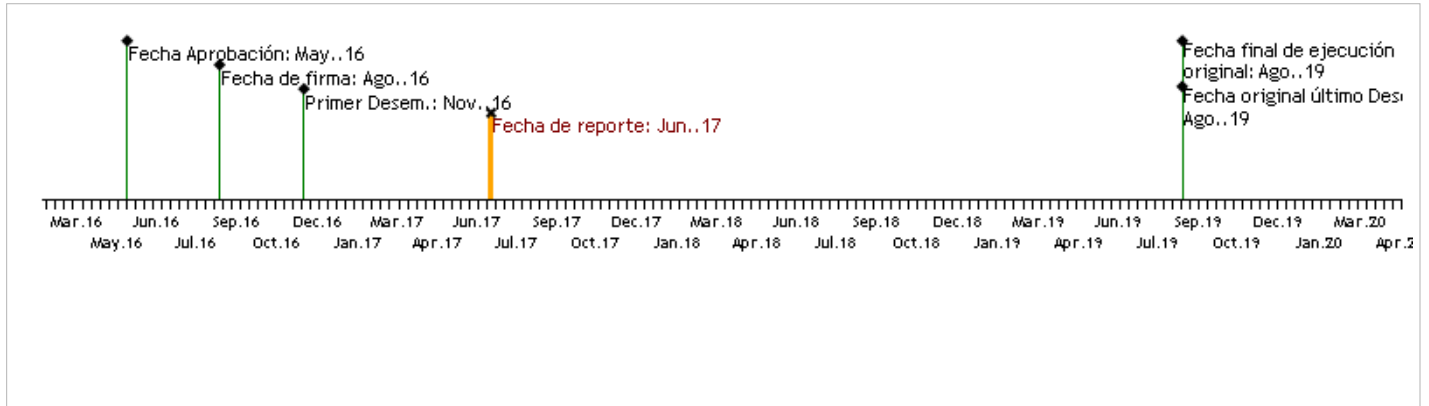 Fecha Aprobación: May..16
Fecha de firma: Ago..16
Primer Desem.: Nov..16
Fecha de reporte: Jun..17
Fecha final de ejecución
original: Ago..19
Fecha original último
Ago..19
Mar.16 Jun.16 Sep.16 Dec.16 Mar.17 Jun.17 Sep.17 Dec.17 Mar.18 Jun.18 Sep.18 Dec.18 Mar.19 Jun.19 Sep.19 Dec.19 Mar.20
May.16 Jul.16 Oct.16 Jan.17 Apr.17 Jul.17 Oct.17 Jan.18 Apr.18 Jul.18 Oct.18 Jan.19 Apr.19 Jul.19 Oct.19 Jan.20